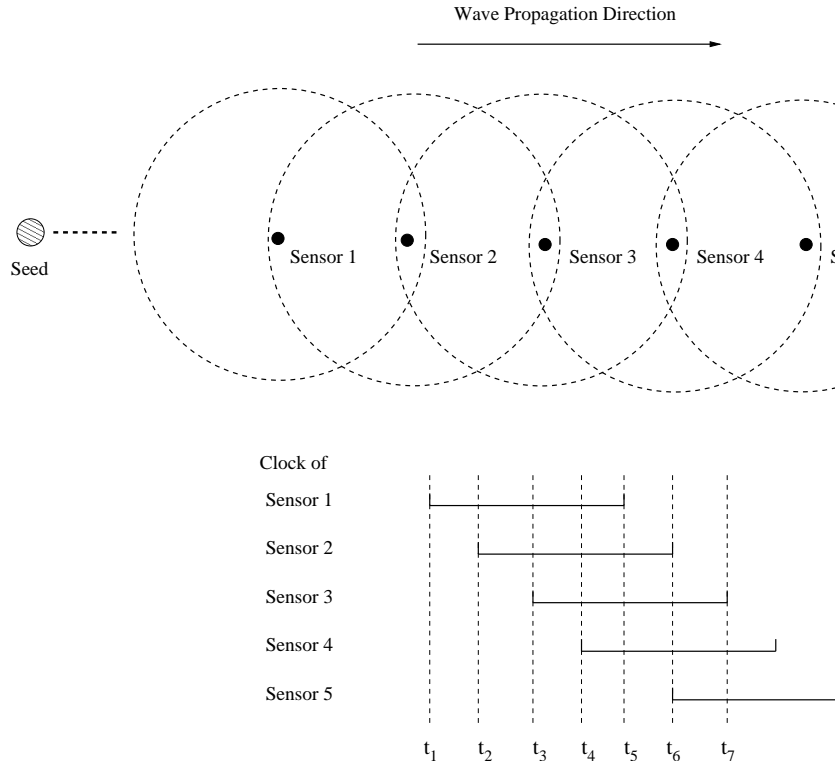 Wave Propagation Direction
Seed
Sensor 1
Sensor 2
Sensor 3
Sensor 4
S
Clock of
Sensor 1
Sensor 2
Sensor 3
Sensor 4
Sensor 5
t1 t2 t3 t4 t5 t6 t7